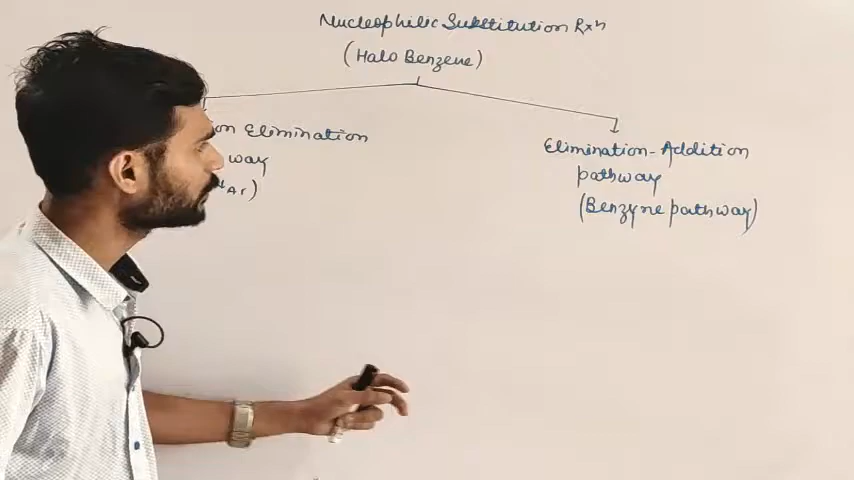 Nucleophilic Substitution Rxn
(Halo Benzene)
on Elimination
way
Ar)
Elimination-Addition
pathway
(Benzyne pathway)